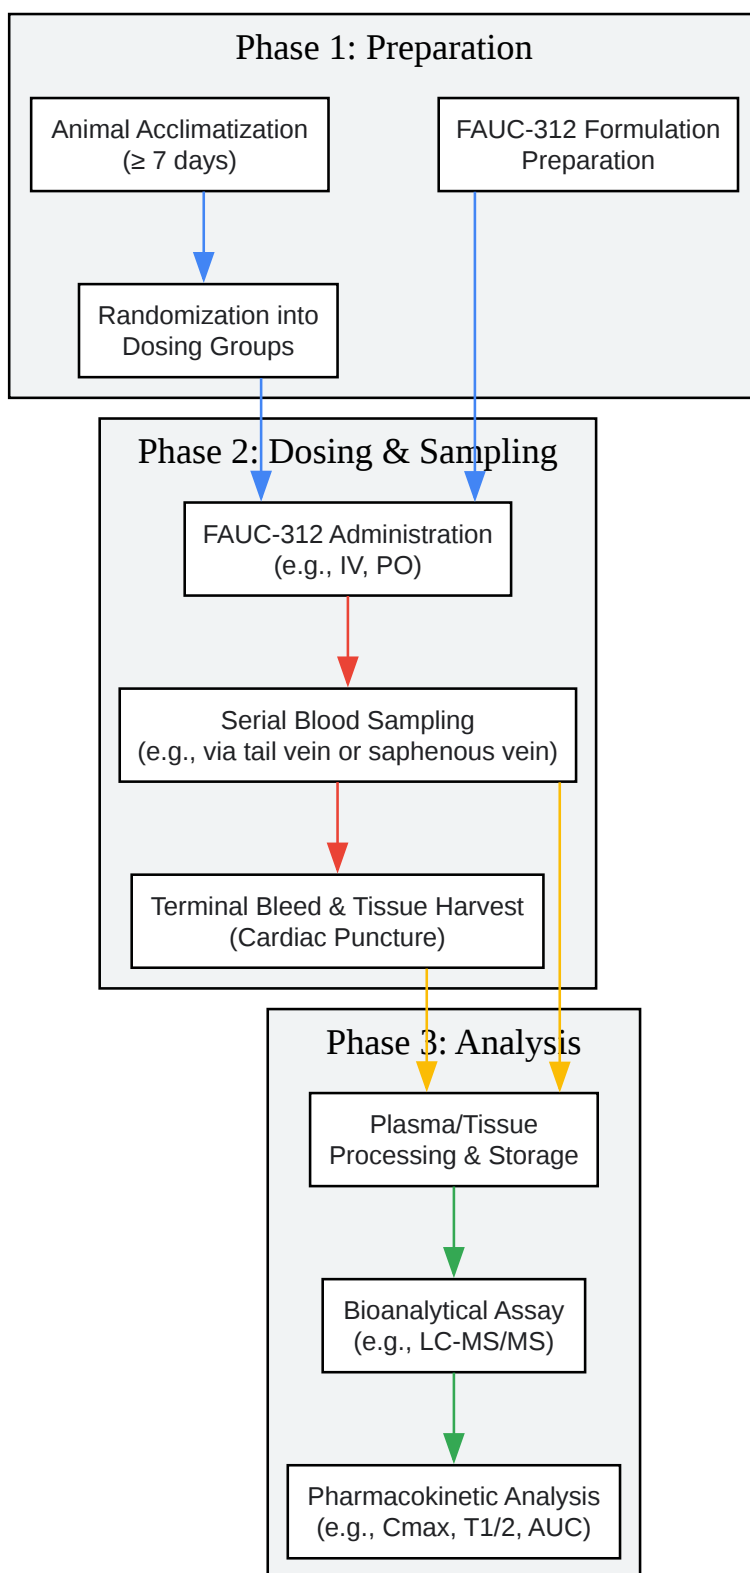 Phase 1: Preparation
Animal Acclimatization
(≥ 7 days)
FAUC-312 Formulation
Preparation
Randomization into
Dosing Groups
Phase 2: Dosing & Sampling
FAUC-312 Administration
(e.g., IV, PO)
Serial Blood Sampling
(e.g., via tail vein or saphenous vein)
Terminal Bleed & Tissue Harvest
(Cardiac Puncture)
Phase 3: Analysis
Plasma/Tissue
Processing & Storage
Bioanalytical Assay
(e.g., LC-MS/MS)
Pharmacokinetic Analysis
(e.g., Cmax, T1/2, AUC)